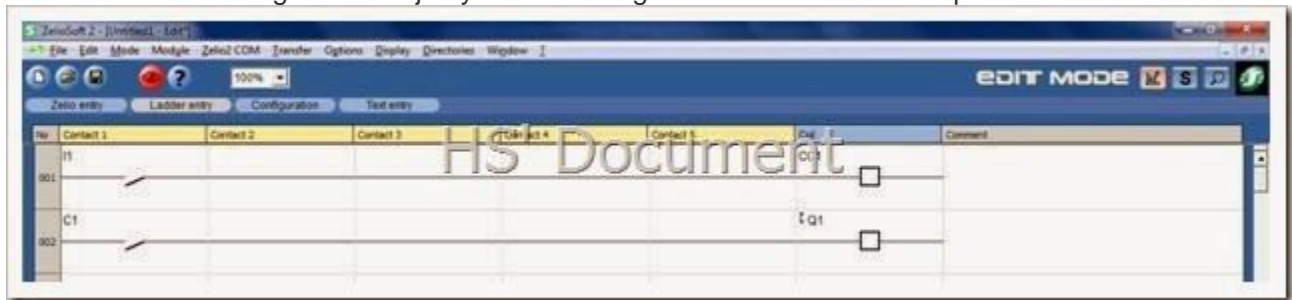 ZelioSoft 2 - [Untitled1 - Edit*]
File Edit Mode Module Zelio2 COM Transfer Options Display Directories Window ?
100%
EDIT MODE S
Zelio entry Ladder entry Configuration Text entry
No Contact 1 Contact 2 Contact 3 Contact 4 Contact 5 Comment
HS Document
I1 CC1
001
C1 Q1
002